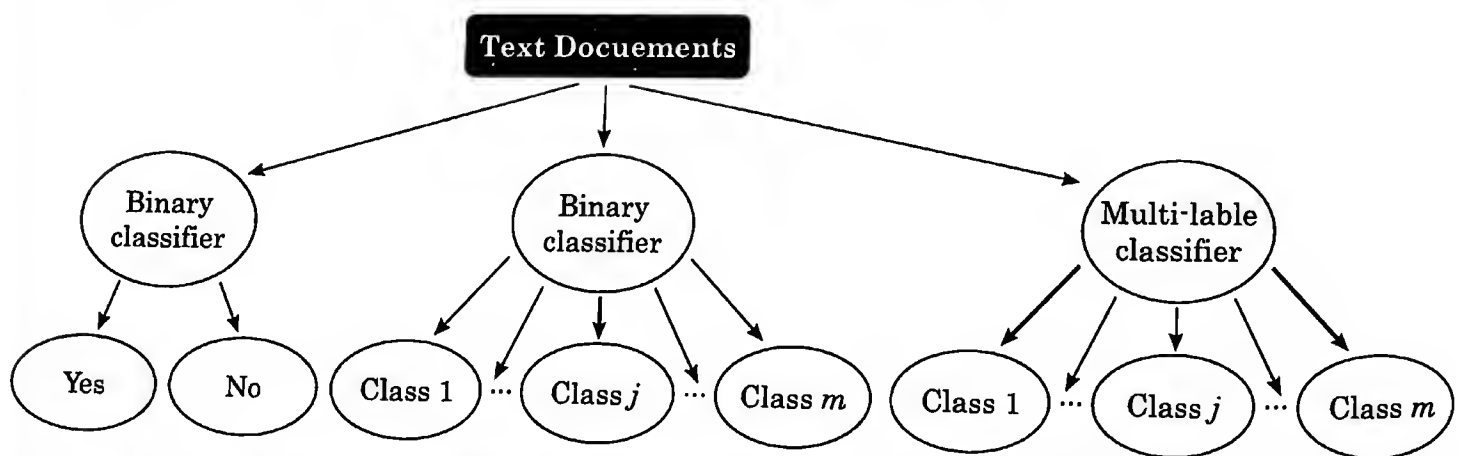 Text Docuements
Binary
classifier
Binary
classifier
Multi-lable
classifier
Yes
No
Class 1
...
Class j
...
Class m
Class 1
...
Class j
...
Class m